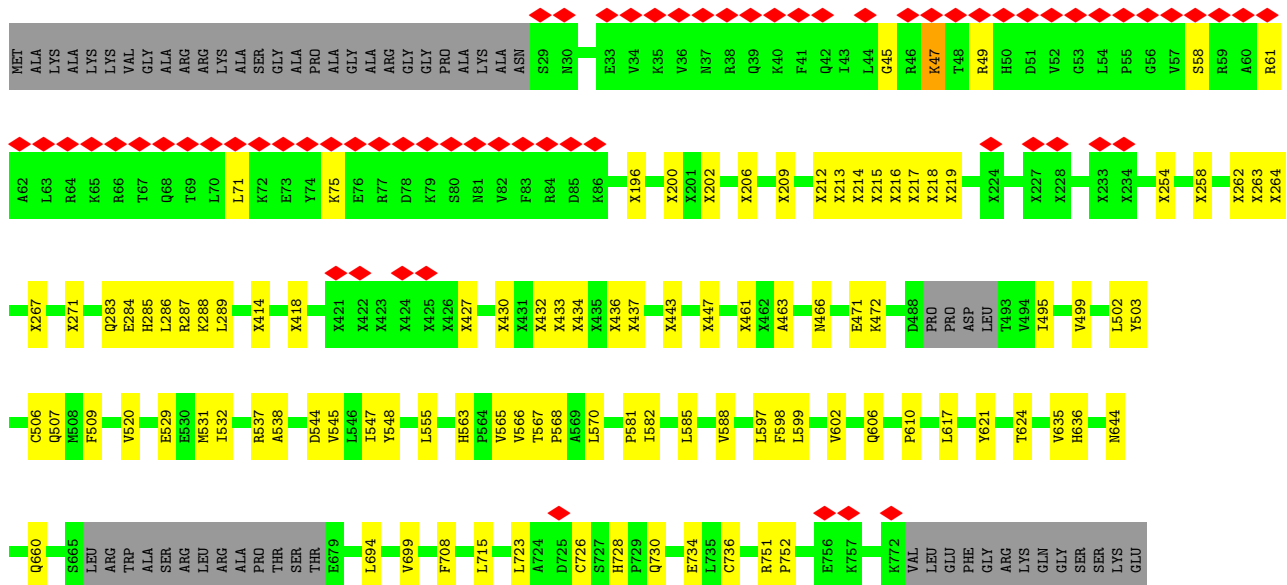 MET ALA LYS ALA LYS LYS VAL GLY ALA ARG ARG LYS ALA SER GLY ALA PRO ALA GLY ALA ARG GLY GLY PRO ALA LYS ALA ASN S29 N30 E33 V34 K35 V36 N37 R38 Q39 K40 F41 Q42 I43 L44 G45 R46 K47 T48 R49 H50 D51 V52 G53 L54 P55 G56 V57 S58 R59 A60 R61
A62 L63 R64 K65 R66 T67 Q68 T69 L70 L71 K72 E73 Y74 K75 E76 R77 D78 K79 S80 N81 V82 F83 R84 D85 K86 X196 X200 X201 X202 X206 X209 X212 X213 X214 X215 X216 X217 X218 X219 X224 X227 X228 X233 X234 X254 X258 X262 X263 X264
X267 X271 Q283 E284 H285 L286 R287 K288 L289 X414 X418 X421 X422 X423 X424 X425 X426 X427 X430 X431 X432 X433 X434 X435 X436 X437 X443 X447 X461 X462 A463 N466 E471 K472 D488 PRO PRO ASP LEU T493 V494 I495 V499 L502 Y503
C506 Q507 M508 F509 V520 E529 E530 M531 I532 R537 A538 D544 V545 L546 I547 Y548 L555 H563 P564 V565 V566 T567 P568 A569 L570 P581 I582 L585 V588 L597 F598 L599 V602 Q606 P610 L617 Y621 T624 V635 H636 N644
Q660 S665 LEU ARG TRP ALA SER ARG LEU ARG ALA PRO THR SER THR E679 L694 V699 F708 L715 L723 A724 D725 C726 S727 H728 P729 Q730 E734 L735 C736 R751 P752 E756 K757 K772 VAL LEU GLU PHE GLY ARG LYS GLN GLY SER SER LYS GLU